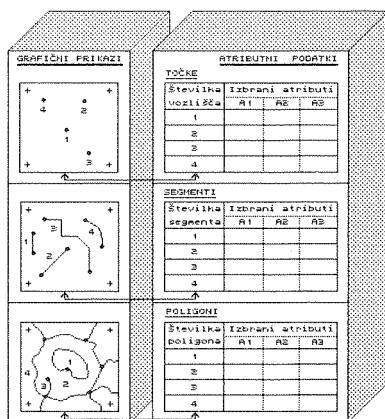 GRAFIČNI PRIKAZI
4
2
1
3
1
3
4
2
4
1
3
2
ATRIBUTNI PODATKI
TOČKE
Številka Izbrani atributi
vozlišča A1 A2 A3
1
2
3
4
SEGMENTI
Številka Izbrani atributi
segmenta A1 A2 A3
1
2
3
4
POLIGONI
Številka Izbrani atributi
poligona A1 A2 A3
1
2
3
4